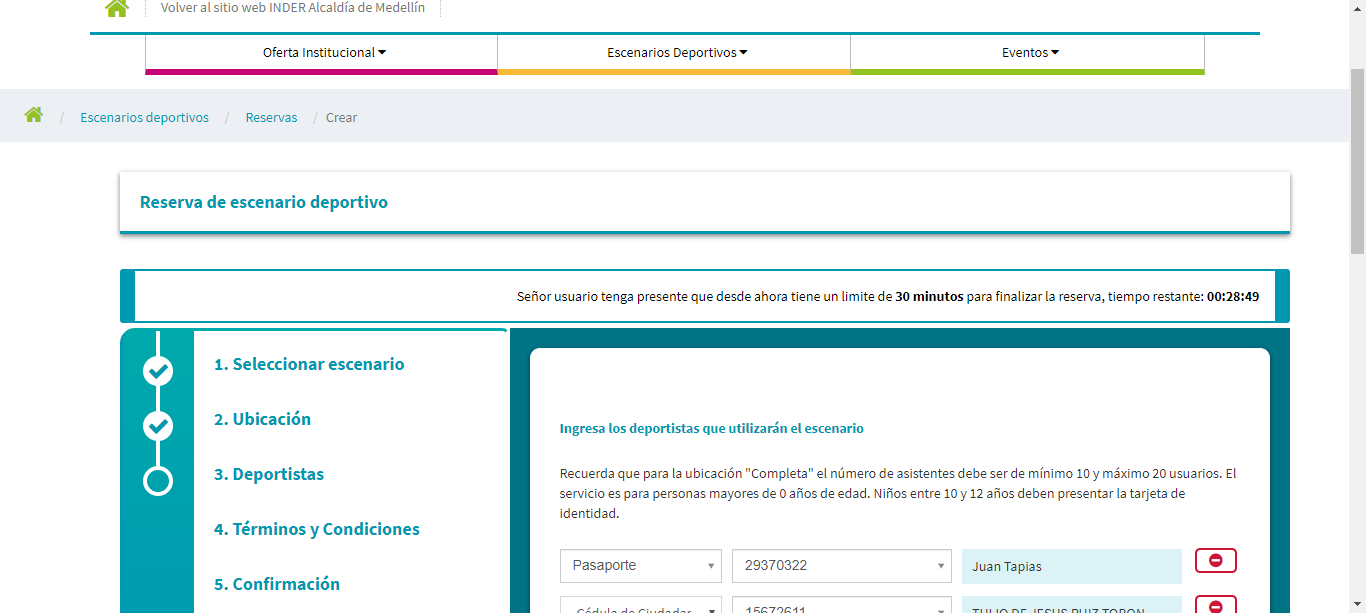 Volver al sitio web INDER Alcaldía de Medellín
Oferta Institucional
Escenarios Deportivos
Eventos
/ Escenarios deportivos / Reservas / Crear
Reserva de escenario deportivo
Señor usuario tenga presente que desde ahora tiene un limite de 30 minutos para finalizar la reserva, tiempo restante: 00:28:49
1. Seleccionar escenario
2. Ubicación
3. Deportistas
4. Términos y Condiciones
5. Confirmación
Ingresa los deportistas que utilizarán el escenario
Recuerda que para la ubicación "Completa" el número de asistentes debe ser de mínimo 10 y máximo 20 usuarios. El
servicio es para personas mayores de 0 años de edad. Niños entre 10 y 12 años deben presentar la tarjeta de
identidad.
Pasaporte 29370322 Juan Tapias
Cédula de Ciudadar 15672611 TULIO DE JESUS RUIZ TOBON